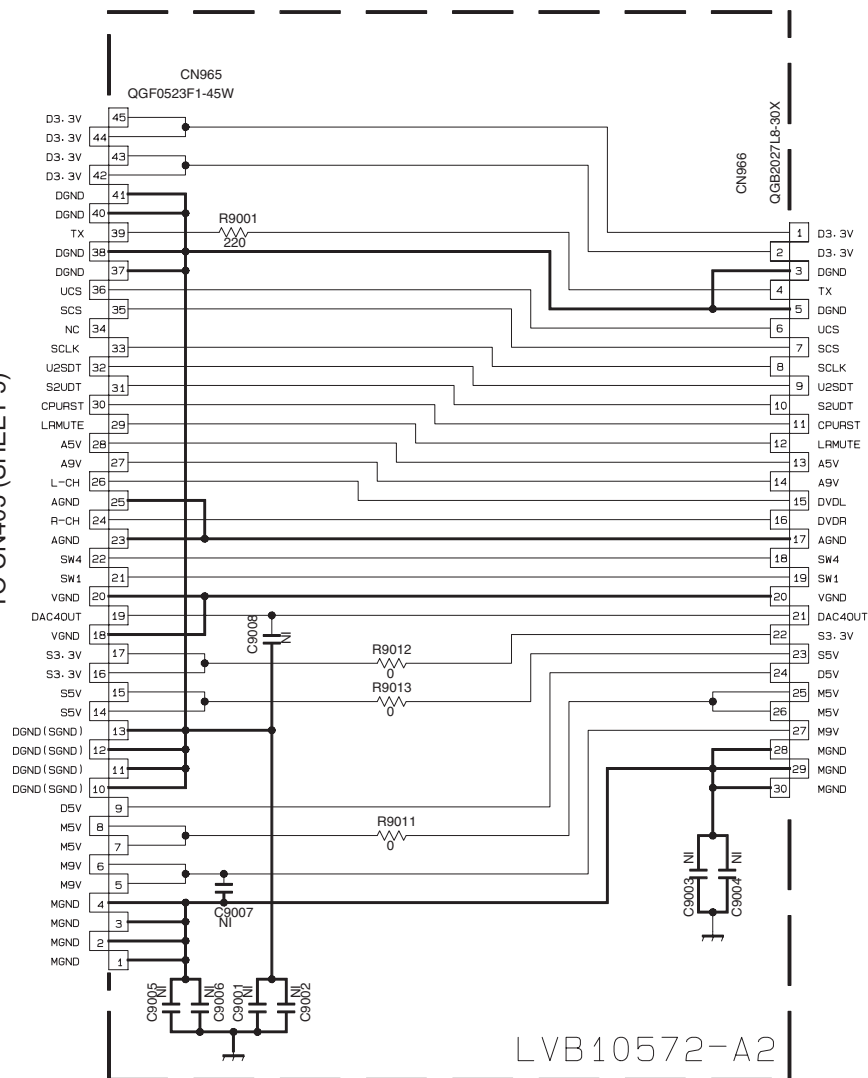 CN965
QGF0523F1-45W
CN966
QGB2027L8-30X
D3.3V 45
D3.3V 44
D3.3V 43
D3.3V 42
DGND 41
DGND 40
TX 39
DGND 38
DGND 37
UCS 36
SCS 35
NC 34
SCLK 33
U2SDT 32
S2UDT 31
CPURST 30
LRMUTE 29
A5V 28
A9V 27
L-CH 26
AGND 25
R-CH 24
AGND 23
SW4 22
SW1 21
VGND 20
DAC4OUT 19
VGND 18
S3.3V 17
S3.3V 16
S5V 15
S5V 14
DGND(SGND) 13
DGND(SGND) 12
DGND(SGND) 11
DGND(SGND) 10
D5V 9
M5V 8
M5V 7
M9V 6
M9V 5
MGND 4
MGND 3
MGND 2
MGND 1
R9001
220
C9008
NI
R9012
0
R9013
0
R9011
0
C9007
NI
C9005
NI
C9006
NI
C9001
NI
C9002
NI
C9003
NI
C9004
NI
1 D3.3V
2 D3.3V
3 DGND
4 TX
5 DGND
6 UCS
7 SCS
8 SCLK
9 U2SDT
10 S2UDT
11 CPURST
12 LRMUTE
13 A5V
14 A9V
15 DVDL
16 DVDR
17 AGND
18 SW4
19 SW1
20 VGND
21 DAC4OUT
22 S3.3V
23 S5V
24 D5V
25 M5V
26 M5V
27 M9V
28 MGND
29 MGND
30 MGND
LVB10572-A2